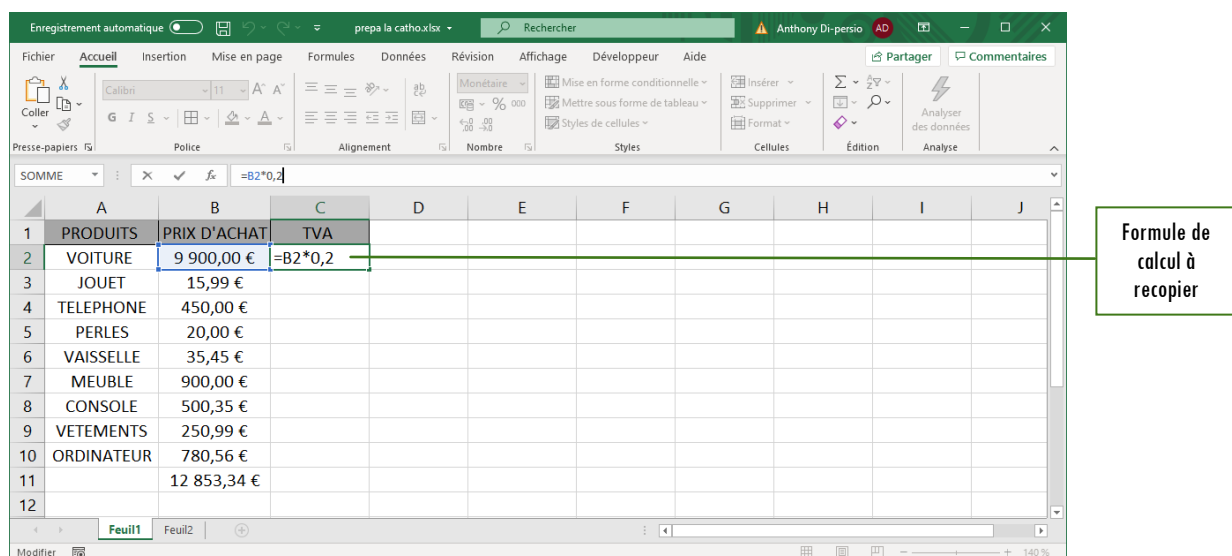 Enregistrement automatique prepa la catho.xlsx Rechercher Anthony Di-persio AD
Fichier Accueil Insertion Mise en page Formules Données Révision Affichage Développeur Aide Partager Commentaires
Coller
Calibri 11 A^ A˅
G I S A
ab
Monétaire
% 000
Mise en forme conditionnelle
Mettre sous forme de tableau
Styles de cellules
Insérer
Supprimer
Format
Σ
Analyser
des données
Presse-papiers Police Alignement Nombre Styles Cellules Édition Analyse
SOMME fx =B2*0,2
A B C D E F G H I J
1 PRODUITS PRIX D'ACHAT TVA
2 VOITURE 9 900,00 € =B2*0,2
3 JOUET 15,99 €
4 TELEPHONE 450,00 €
5 PERLES 20,00 €
6 VAISSELLE 35,45 €
7 MEUBLE 900,00 €
8 CONSOLE 500,35 €
9 VETEMENTS 250,99 €
10 ORDINATEUR 780,56 €
11 12 853,34 €
12
Feuil1 Feuil2
Modifier 140 %
Formule de
calcul à
recopier